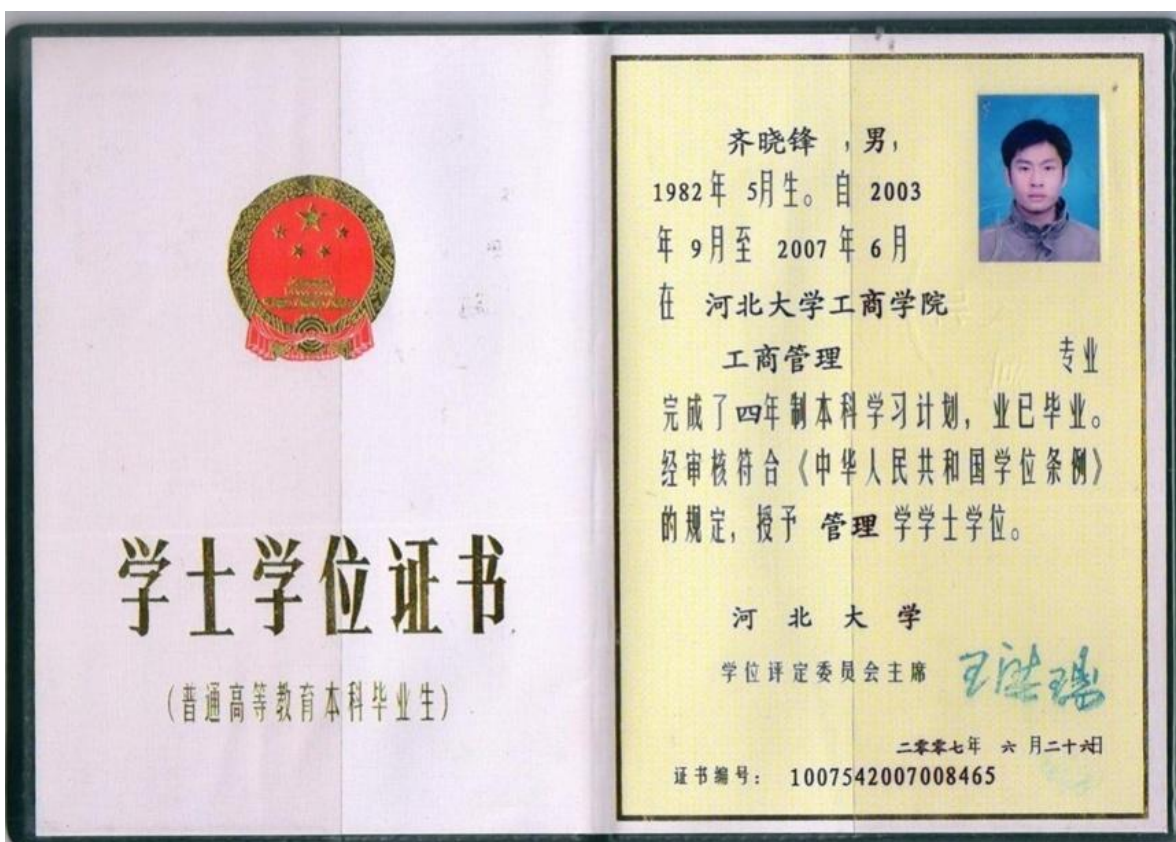 学士学位证书
(普通高等教育本科毕业生)
齐晓锋 ，男，
1982年 5月生。自 2003
年 9月至 2007 年 6 月
在 河北大学工商学院
工商管理 专业
完成了四年制本科学习计划，业已毕业。
经审核符合《中华人民共和国学位条例》
的规定，授予 管理 学学士学位。
河 北 大 学
学位评定委员会主席
二零零七年 六 月二十六日
证书编号： 1007542007008465